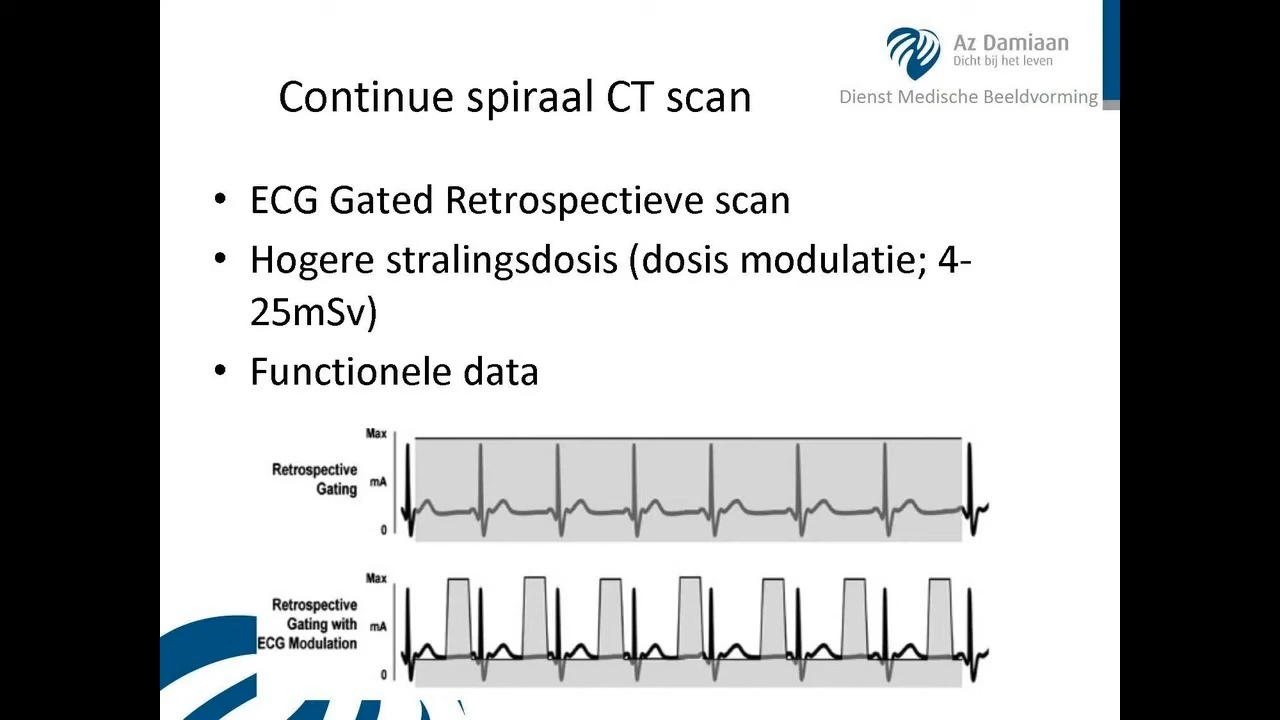 Az Damiaan
Dicht bij het leven
Dienst Medische Beeldvorming
Continue spiraal CT scan
• ECG Gated Retrospectieve scan
• Hogere stralingsdosis (dosis modulatie; 4-
25mSv)
• Functionele data
Max
Retrospective
Gating
mA
0
Max
Retrospective
Gating with
ECG Modulation
mA
0